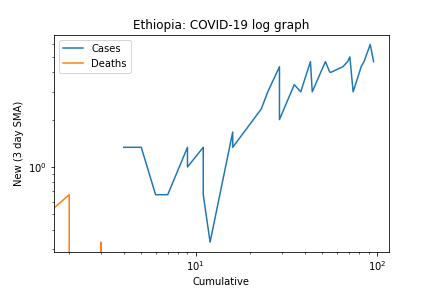 Ethiopia: COVID-19 log graph
Cases
Deaths
New (3 day SMA)
10⁰
10¹
10²
Cumulative